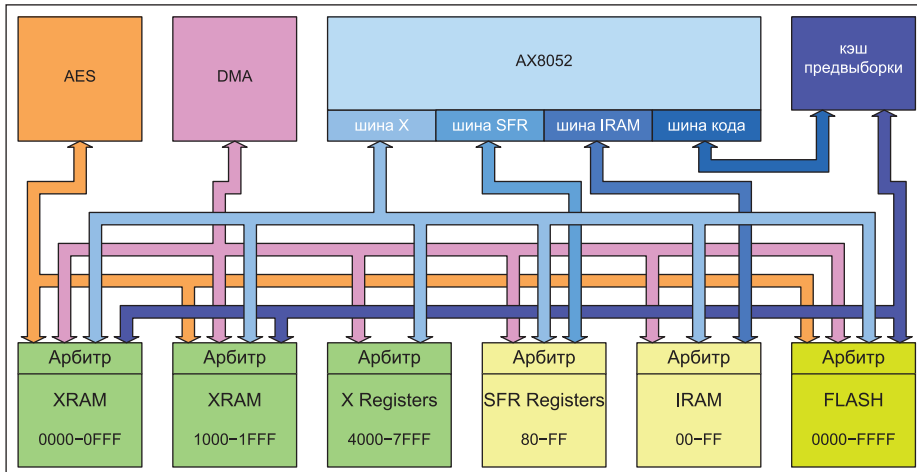 AES
DMA
AX8052
кэш
предвыборки
шина X
шина SFR
шина IRAM
шина кода
Арбитр
Арбитр
Арбитр
Арбитр
Арбитр
Арбитр
XRAM
XRAM
X Registers
SFR Registers
IRAM
FLASH
0000−0FFF
1000−1FFF
4000−7FFF
80−FF
00−FF
0000−FFFF